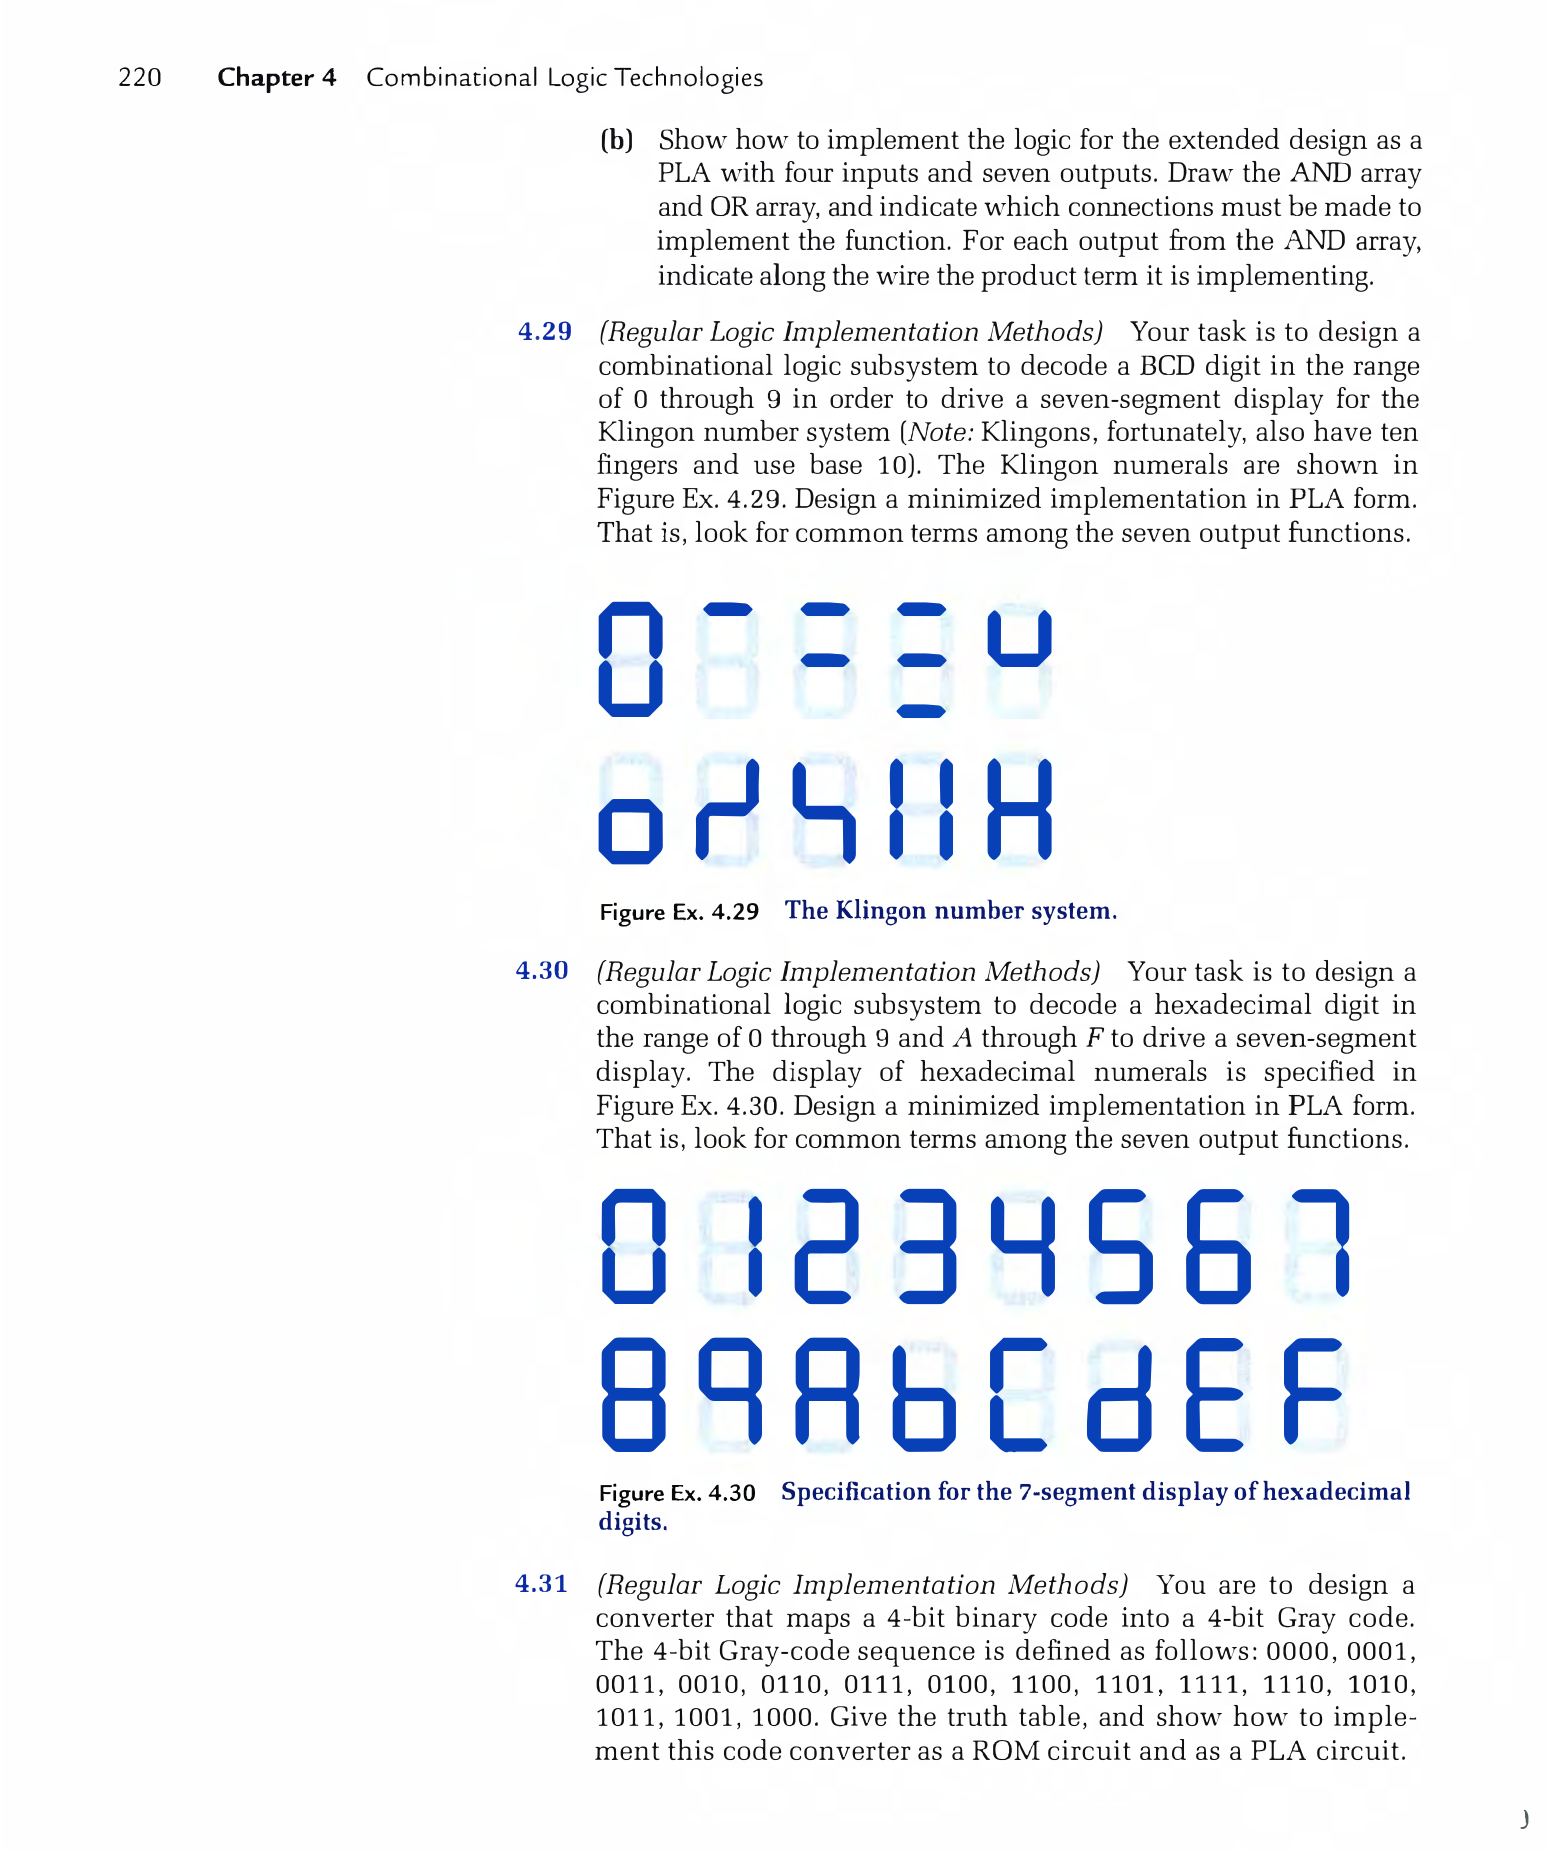 220 Chapter 4 Combinational Logic Technologies
(b) Show how to implement the logic for the extended design as a
PLA with four inputs and seven outputs. Draw the AND array
and OR array, and indicate which connections must be made to
implement the function. For each output from the AND array,
indicate along the wire the product term it is implementing.
4.29 (Regular Logic Implementation Methods) Your task is to design a
combinational logic subsystem to decode a BCD digit in the range
of 0 through 9 in order to drive a seven-segment display for the
Klingon number system (Note: Klingons, fortunately, also have ten
fingers and use base 10). The Klingon numerals are shown in
Figure Ex. 4.29. Design a minimized implementation in PLA form.
That is, look for common terms among the seven output functions.
Figure Ex. 4.29 The Klingon number system.
4.30 (Regular Logic Implementation Methods) Your task is to design a
combinational logic subsystem to decode a hexadecimal digit in
the range of 0 through 9 and A through F to drive a seven-segment
display. The display of hexadecimal numerals is specified in
Figure Ex. 4.30. Design a minimized implementation in PLA form.
That is, look for common terms among the seven output functions.
0 1 2 3 4 5 6 7
8 9 A b C d E F
Figure Ex. 4.30 Specification for the 7-segment display of hexadecimal
digits.
4.31 (Regular Logic Implementation Methods) You are to design a
converter that maps a 4-bit binary code into a 4-bit Gray code.
The 4-bit Gray-code sequence is defined as follows: 0000, 0001,
0011, 0010, 0110, 0111, 0100, 1100, 1101, 1111, 1110, 1010,
1011, 1001, 1000. Give the truth table, and show how to imple-
ment this code converter as a ROM circuit and as a PLA circuit.